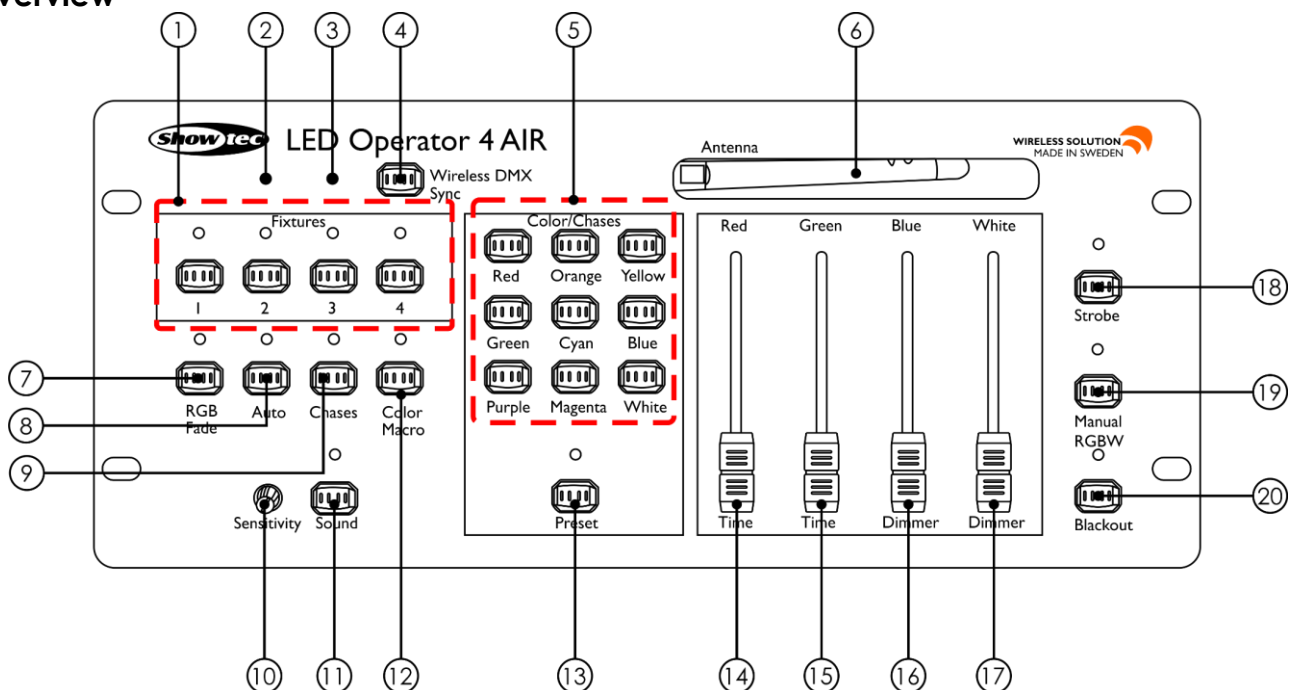 verview
1 2 3 4 5 6
Showtec LED Operator 4 AIR
Antenna
WIRELESS SOLUTION
MADE IN SWEDEN
Wireless DMX
Sync
Fixtures
1 2 3 4
Color/Chases
Red Orange Yellow
Green Cyan Blue
Purple Magenta White
Red Green Blue White
18
Strobe
7
RGB
Fade
Auto
Chases
Color
Macro
8
9
19
Manual
RGBW
Sensitivity
Sound
Preset
Time Time Dimmer Dimmer
20
Blackout
10 11 12 13 14 15 16 17